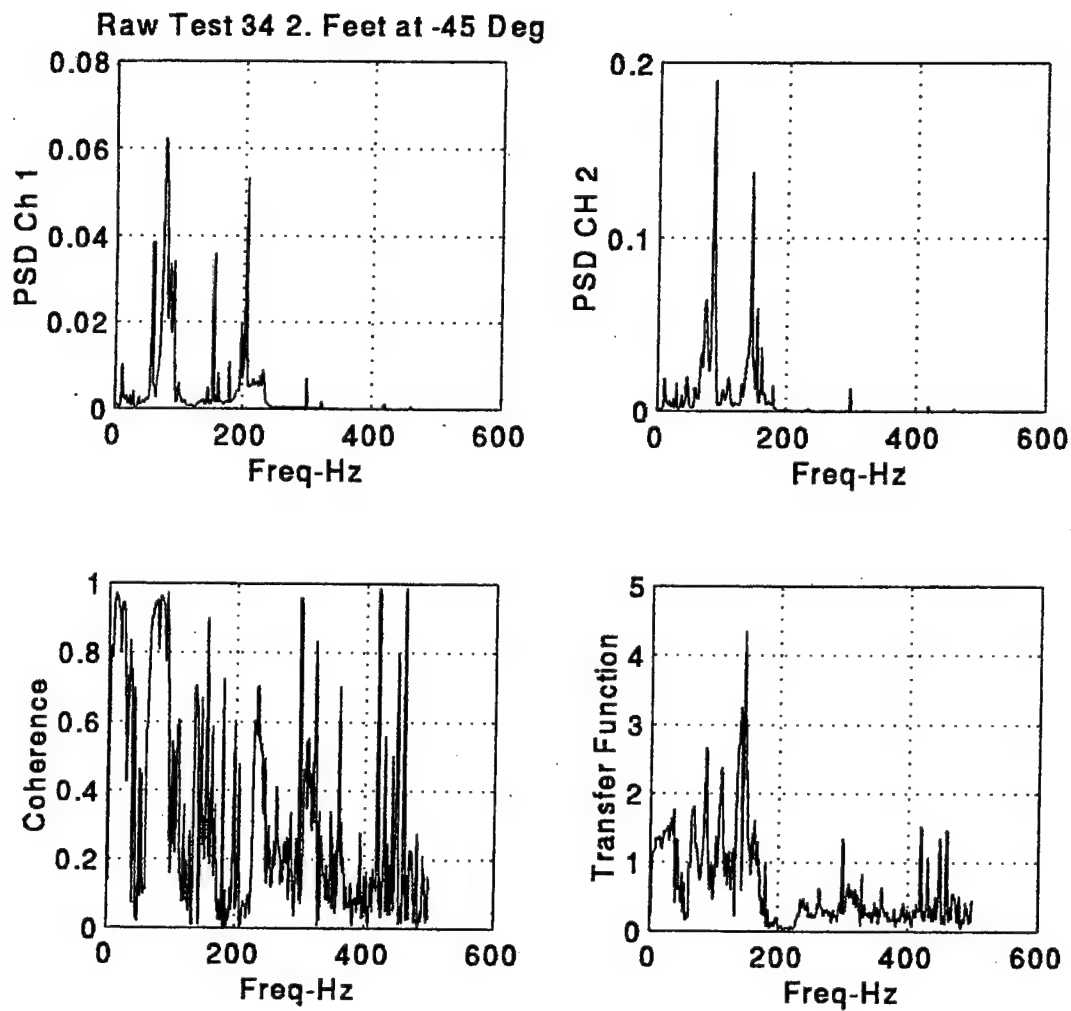 Raw Test 34 2. Feet at -45 Deg
PSD Ch 1
0.08
0.06
0.04
0.02
0
0 200 400 600
Freq-Hz
PSD CH 2
0.2
0.1
0
0 200 400 600
Freq-Hz
Coherence
1
0.8
0.6
0.4
0.2
0
0 200 400 600
Freq-Hz
Transfer Function
5
4
3
2
1
0
0 200 400 600
Freq-Hz